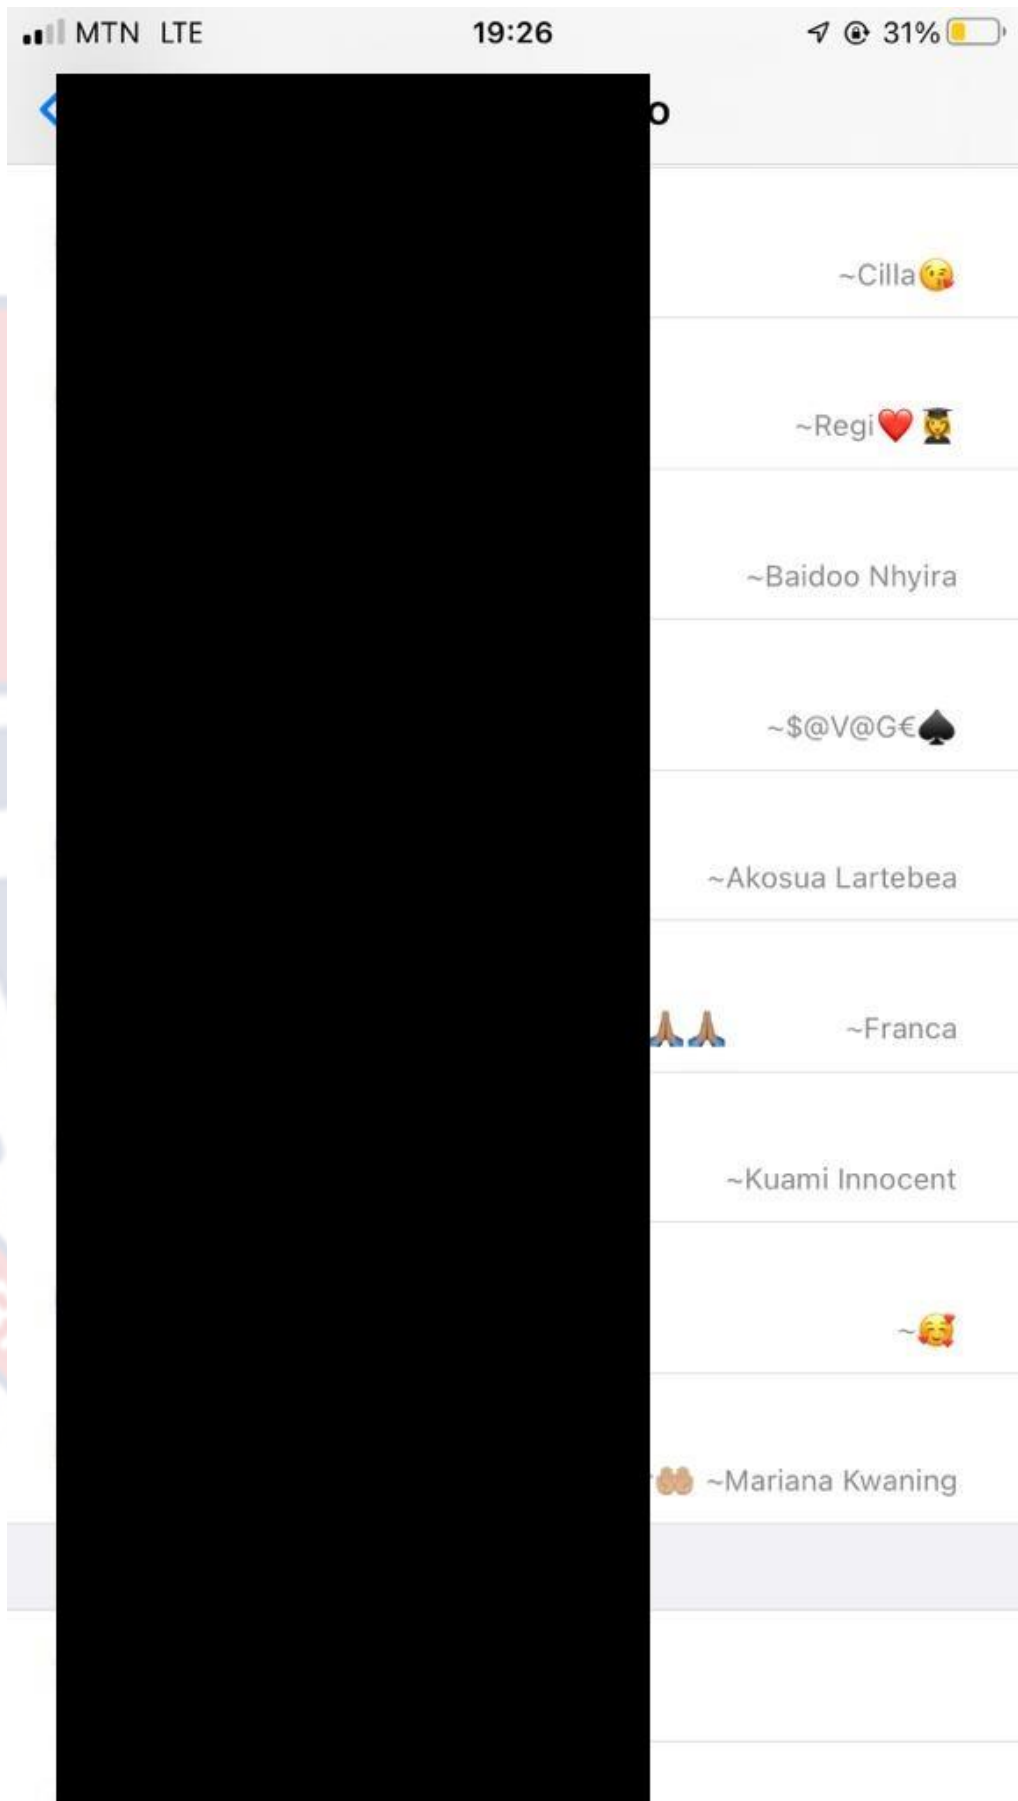 MTN LTE 19:26 31%
o
~Cilla😘
~Regi❤️👩‍🎓
~Baidoo Nhyira
~$@V@G€♠️
~Akosua Lartebea
🙏🏽🙏🏽 ~Franca
~Kuami Innocent
~🥰
🤲🏼 ~Mariana Kwaning